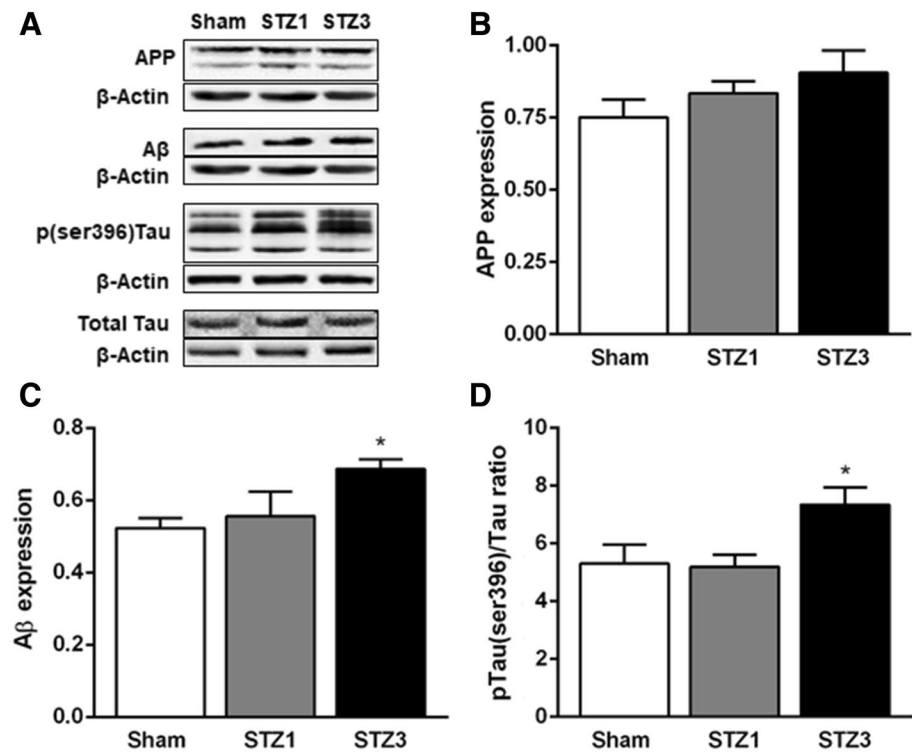 A
Sham STZ1 STZ3
APP
β-Actin
Aβ
β-Actin
p(ser396)Tau
β-Actin
Total Tau
β-Actin
B
APP expression
1.00
0.75
0.50
0.25
0.00
Sham STZ1 STZ3
C
Aβ expression
0.8
0.6
0.4
0.2
0.0
*
Sham STZ1 STZ3
D
pTau(ser396)/Tau ratio
10
8
6
4
2
0
*
Sham STZ1 STZ3